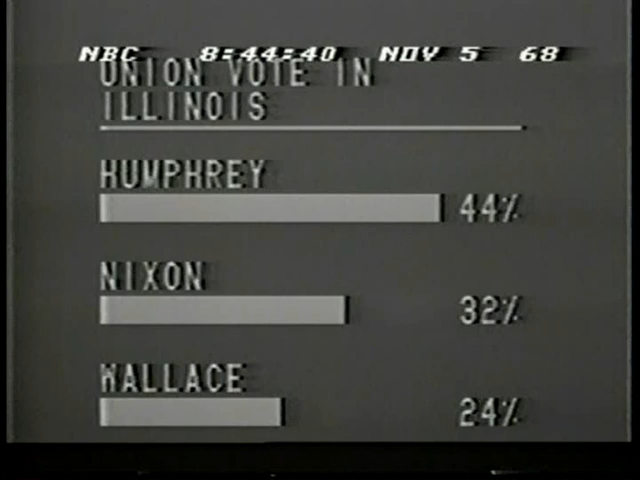 NBC 8:44:40 NOV 5 68
UNION VOTE IN
ILLINOIS
HUMPHREY
44%
NIXON
32%
WALLACE
24%